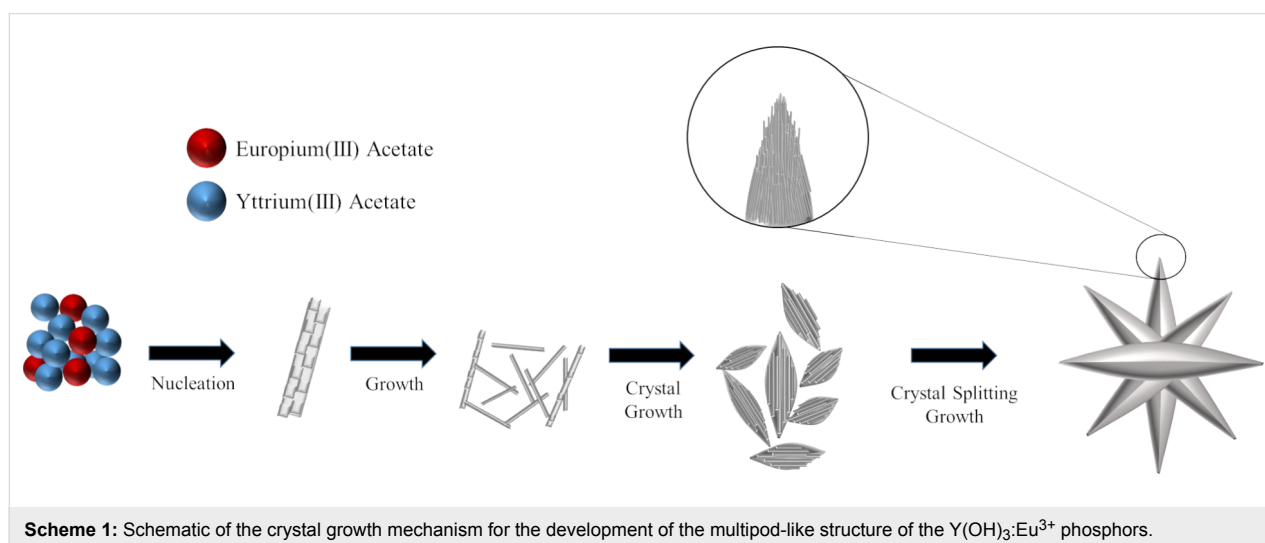 Europium(III) Acetate
Yttrium(III) Acetate
Nucleation
Growth
Crystal
Growth
Crystal Splitting
Growth
Scheme 1: Schematic of the crystal growth mechanism for the development of the multipod-like structure of the Y(OH)₃:Eu³⁺ phosphors.